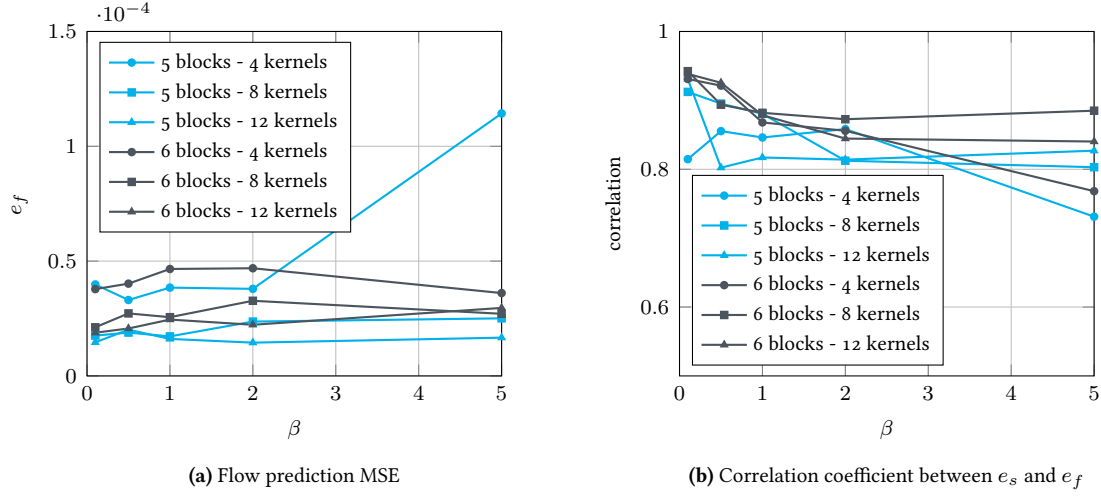 ·10−4
1.5
1
0.5
0
5 blocks - 4 kernels
5 blocks - 8 kernels
5 blocks - 12 kernels
6 blocks - 4 kernels
6 blocks - 8 kernels
6 blocks - 12 kernels
e_f
0 1 2 3 4 5
β
(a) Flow prediction MSE
1
0.8
0.6
correlation
5 blocks - 4 kernels
5 blocks - 8 kernels
5 blocks - 12 kernels
6 blocks - 4 kernels
6 blocks - 8 kernels
6 blocks - 12 kernels
0 1 2 3 4 5
β
(b) Correlation coefficient between e_s and e_f